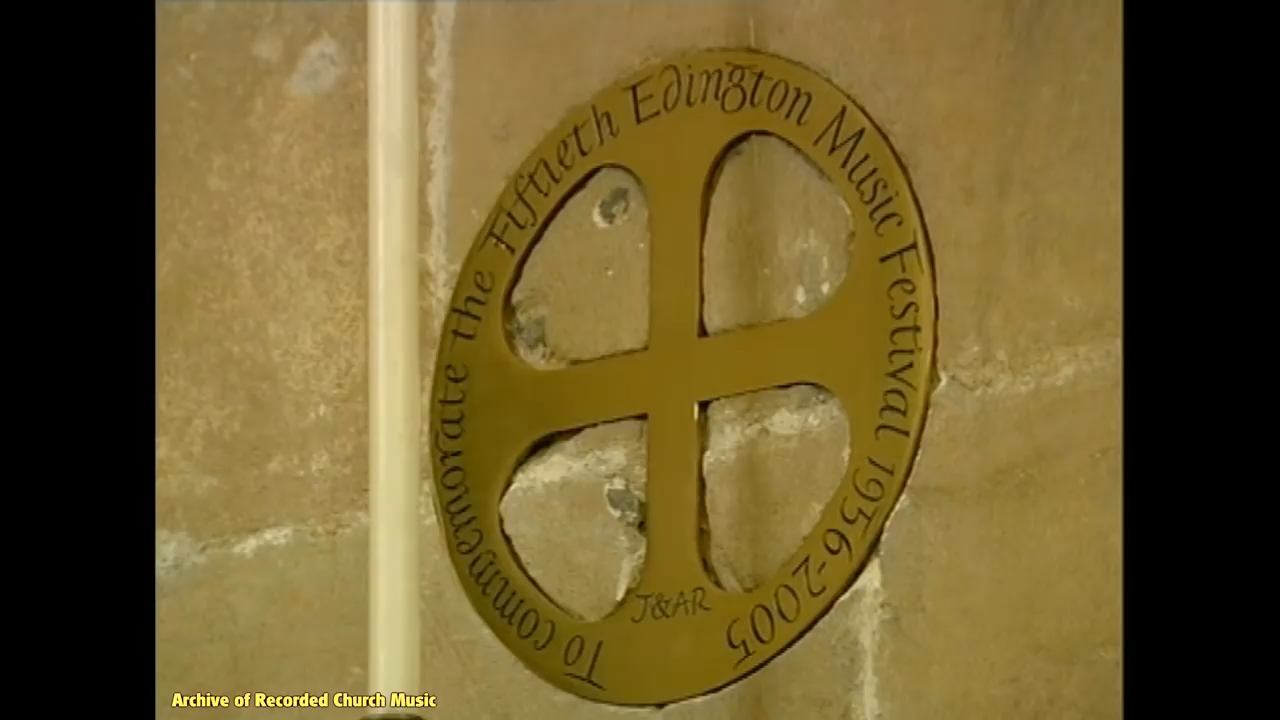 To commemorate the Fiftieth Edington Music Festival 1956-2005
J&AR
Archive of Recorded Church Music